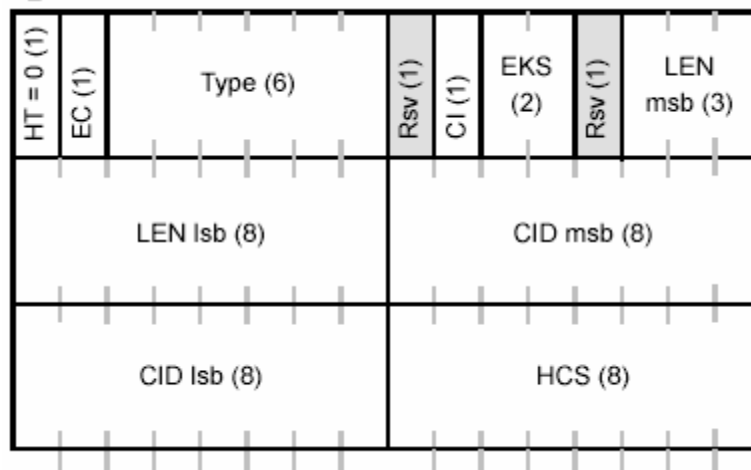 HT = 0 (1)
EC (1)
Type (6)
Rsv (1)
CI (1)
EKS
(2)
Rsv (1)
LEN
msb (3)
LEN lsb (8)
CID msb (8)
CID lsb (8)
HCS (8)